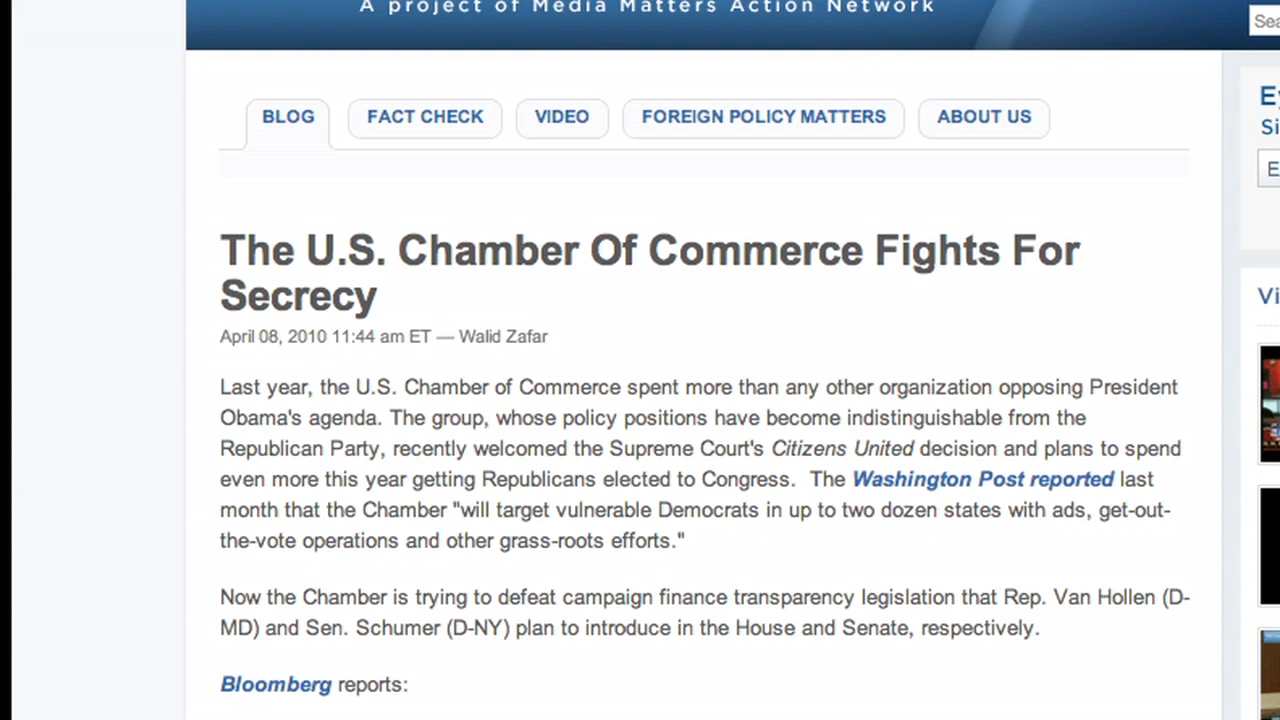 A project of Media Matters Action Network
BLOG
FACT CHECK
VIDEO
FOREIGN POLICY MATTERS
ABOUT US
The U.S. Chamber Of Commerce Fights For
Secrecy
April 08, 2010 11:44 am ET — Walid Zafar
Last year, the U.S. Chamber of Commerce spent more than any other organization opposing President
Obama's agenda. The group, whose policy positions have become indistinguishable from the
Republican Party, recently welcomed the Supreme Court's Citizens United decision and plans to spend
even more this year getting Republicans elected to Congress.  The Washington Post reported last
month that the Chamber "will target vulnerable Democrats in up to two dozen states with ads, get-out-
the-vote operations and other grass-roots efforts."
Now the Chamber is trying to defeat campaign finance transparency legislation that Rep. Van Hollen (D-
MD) and Sen. Schumer (D-NY) plan to introduce in the House and Senate, respectively.
Bloomberg reports: